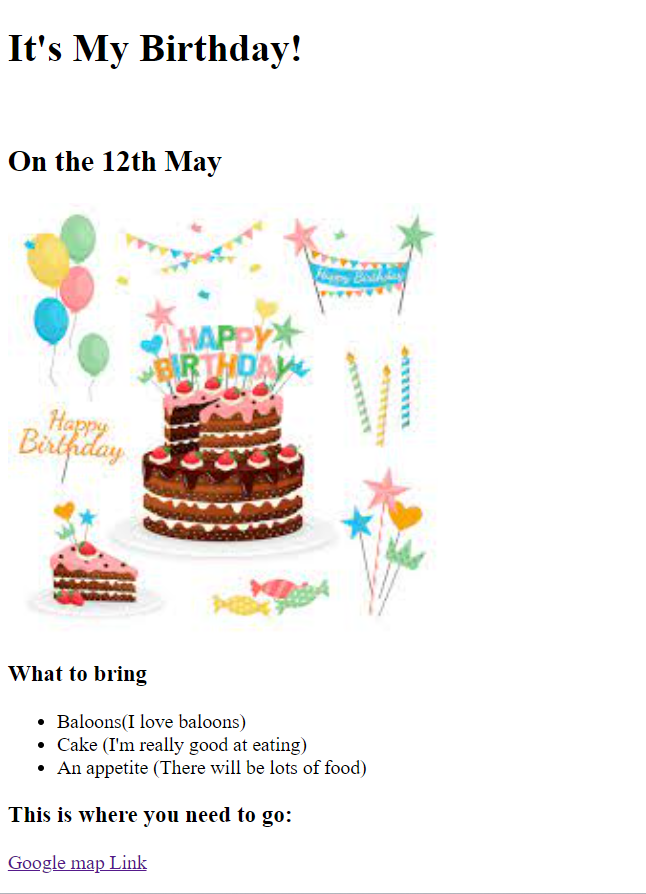 It's My Birthday!
On the 12th May
Happy Birthday
HAPPY
BIRTHDAY
Happy
Birthday
What to bring
Baloons(I love baloons)
Cake (I'm really good at eating)
An appetite (There will be lots of food)
This is where you need to go:
Google map Link